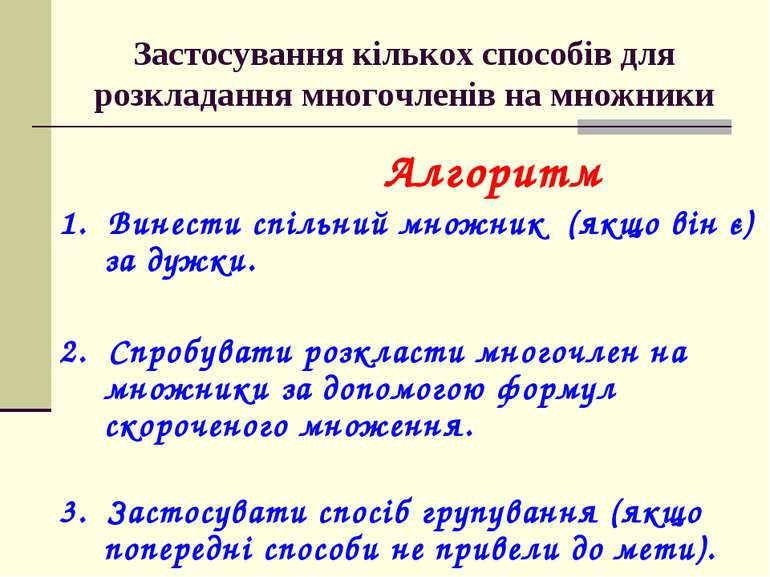 Застосування кількох способів для
розкладання многочленів на множники
Алгоритм
1. Винести спільний множник (якщо він є)
за дужки.
2. Спробувати розкласти многочлен на
множники за допомогою формул
скороченого множення.
3. Застосувати спосіб групування (якщо
попередні способи не привели до мети).